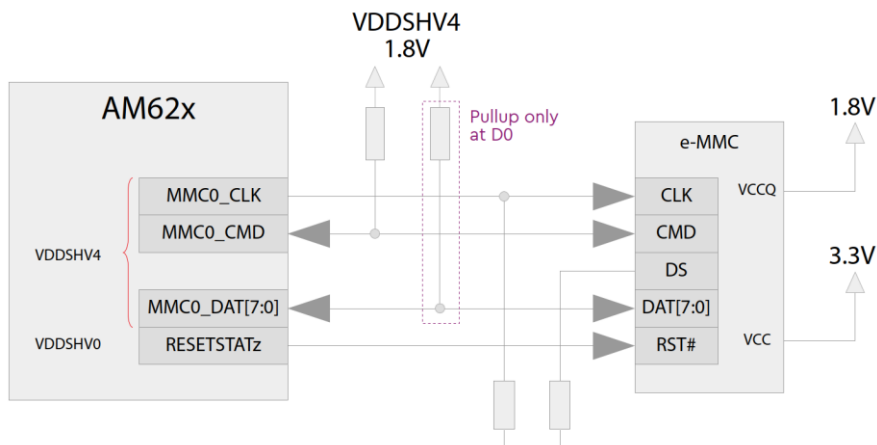 VDDSHV4
1.8V
AM62x
Pullup only
at D0
e-MMC
1.8V
MMC0_CLK
CLK
VCCQ
MMC0_CMD
CMD
VDDSHV4
DS
3.3V
MMC0_DAT[7:0]
DAT[7:0]
VDDSHV0
RESETSTATz
RST#
VCC